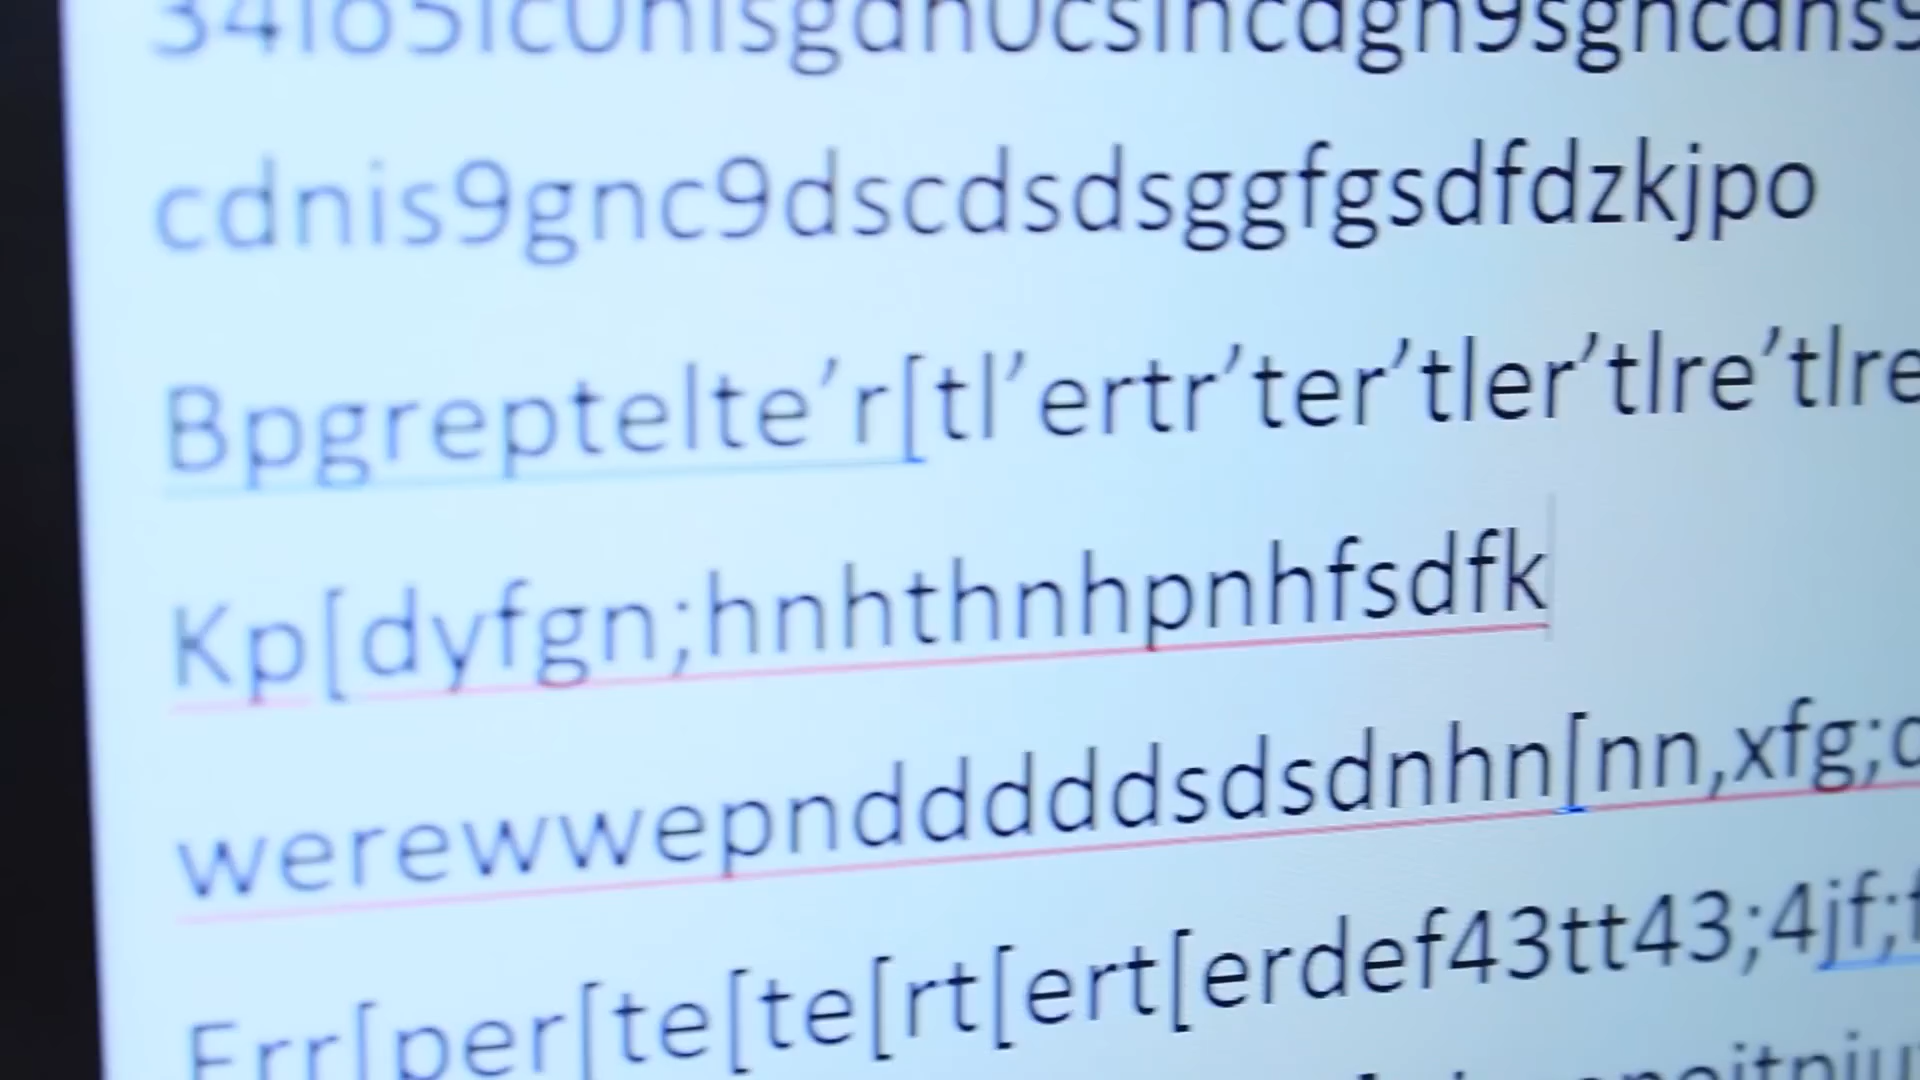 cdnis9gnc9dscdsdsggfgsdfdzkjpo
Bpgreptelte’r[tl’ertr’ter’tler’tlre’tlre
Kp[dyfgn;hnhthnhpnhfsdfk
werewwepndddddsdsdnhn[nn,xfg;
Err[per[te[te[rt[ert[erdef43tt43;4jf;